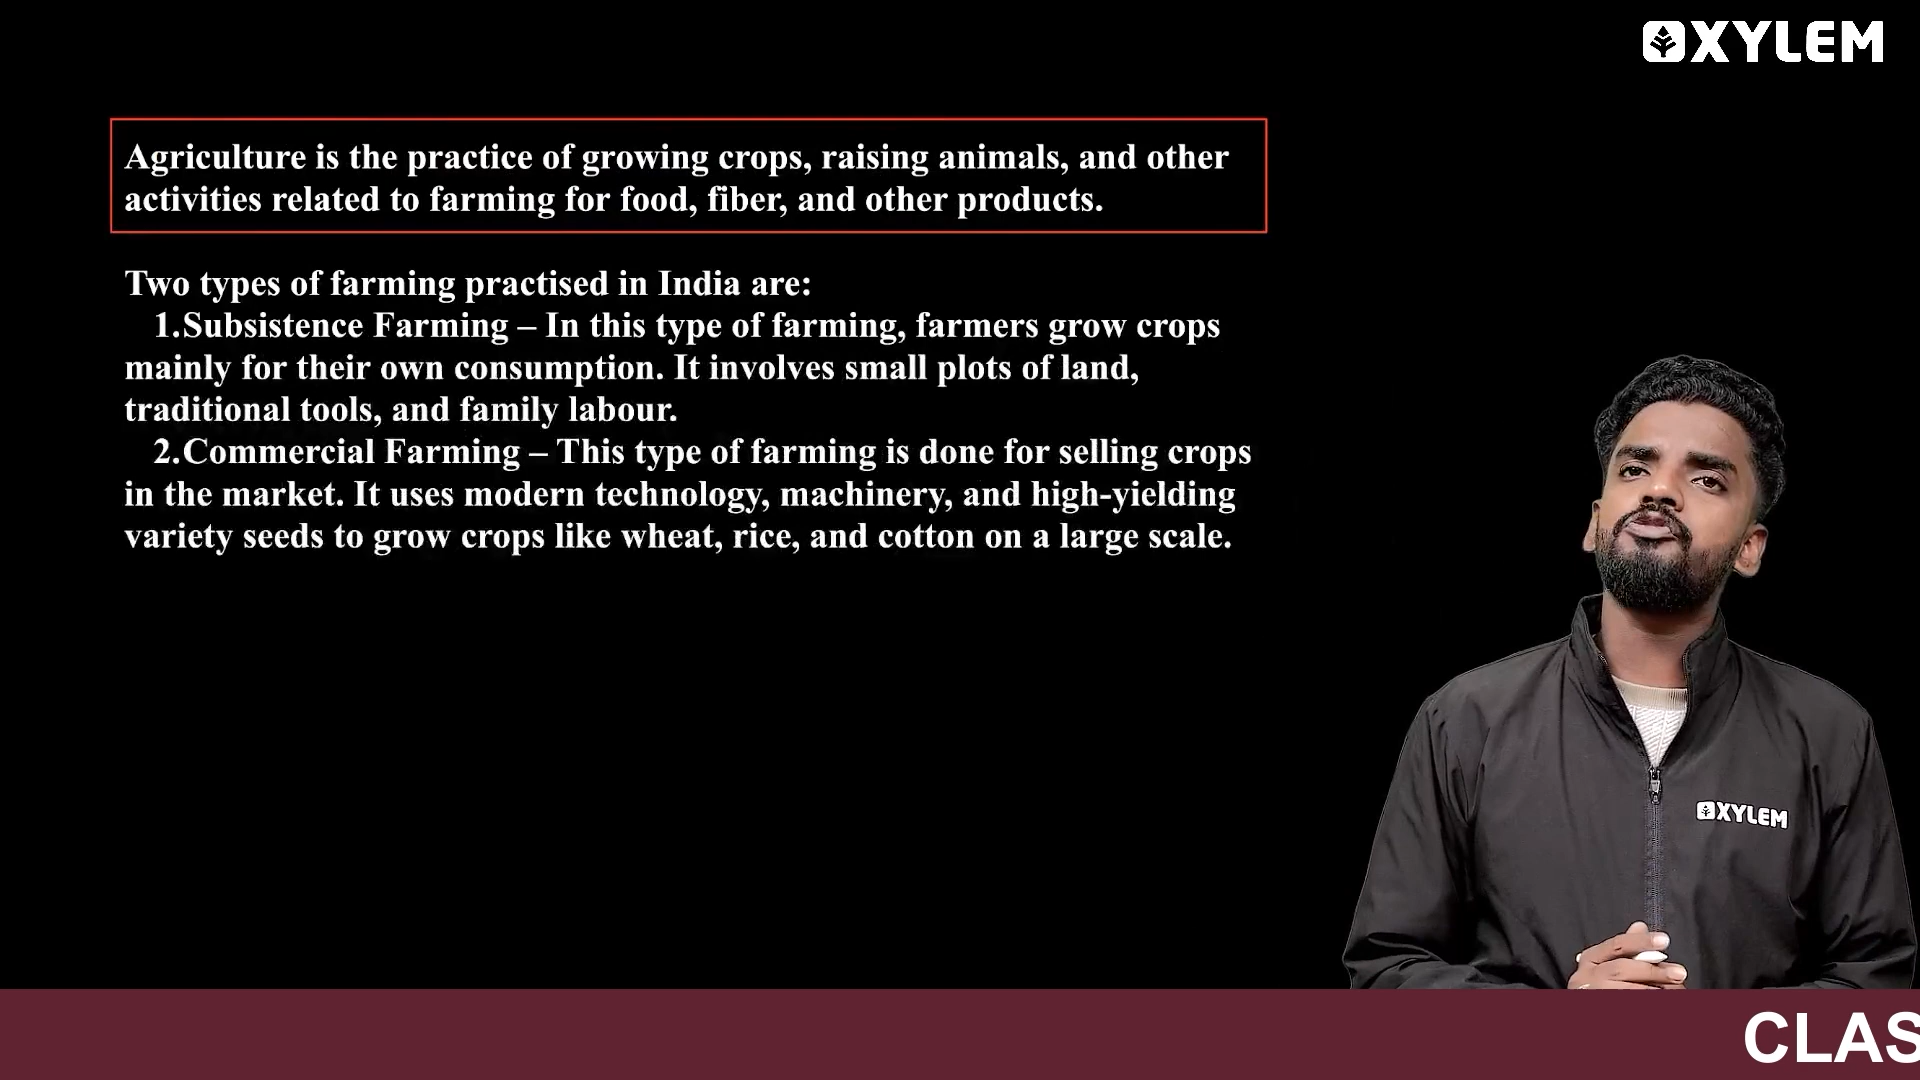 XYLEM
Agriculture is the practice of growing crops, raising animals, and other
activities related to farming for food, fiber, and other products.
Two types of farming practised in India are:
1.Subsistence Farming – In this type of farming, farmers grow crops
mainly for their own consumption. It involves small plots of land,
traditional tools, and family labour.
2.Commercial Farming – This type of farming is done for selling crops
in the market. It uses modern technology, machinery, and high-yielding
variety seeds to grow crops like wheat, rice, and cotton on a large scale.
XYLEM
CLAS